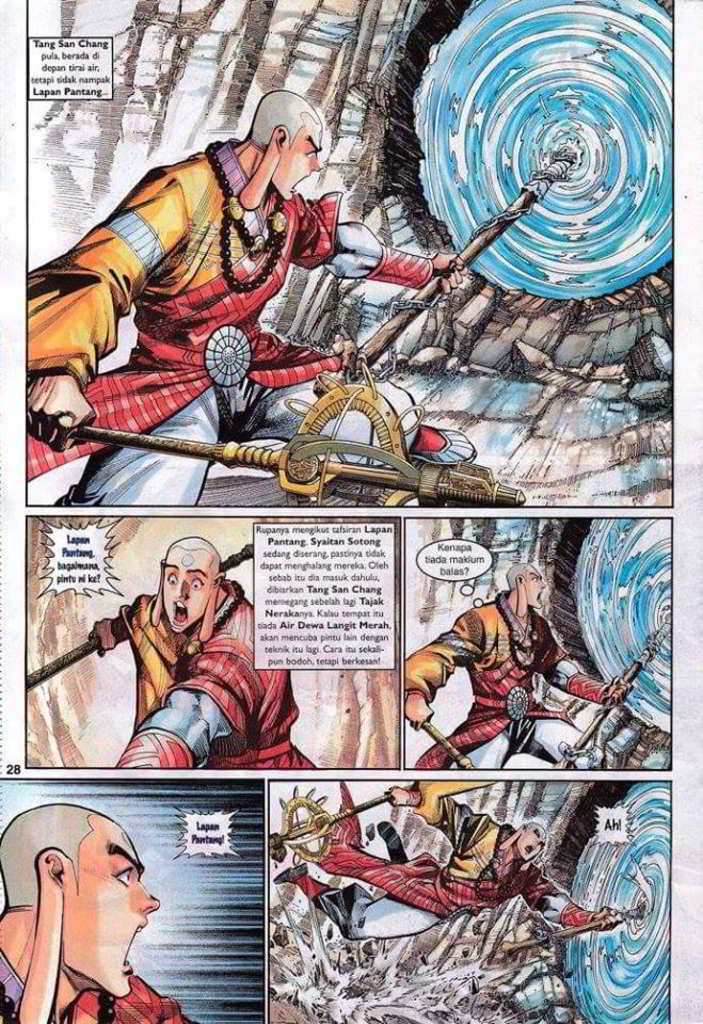 Tang San Chang
pula, berada di
depan tirai air,
tetapi tidak nampak
Lapan Pantang...
Lapan
Pantang,
bagaimana,
pintu ni ke?
Rupanya mengikut tafsiran Lapan
Pantang, Syaitan Sotong
sedang diserang, pastinya tidak
dapat menghalang mereka. Oleh
sebab itu dia masuk dahulu,
dibiarkan Tang San Chang
memegang sebelah lagi Tajak
Nerakanya. Kalau tempat itu
tiada Air Dewa Langit Merah,
akan mencuba pintu lain dengan
teknik itu lagi. Cara itu sekali-
pun bodoh, tetapi berkesan!
Kenapa
tiada maklum
balas?
28
Lapan
Pantang!
Ah!